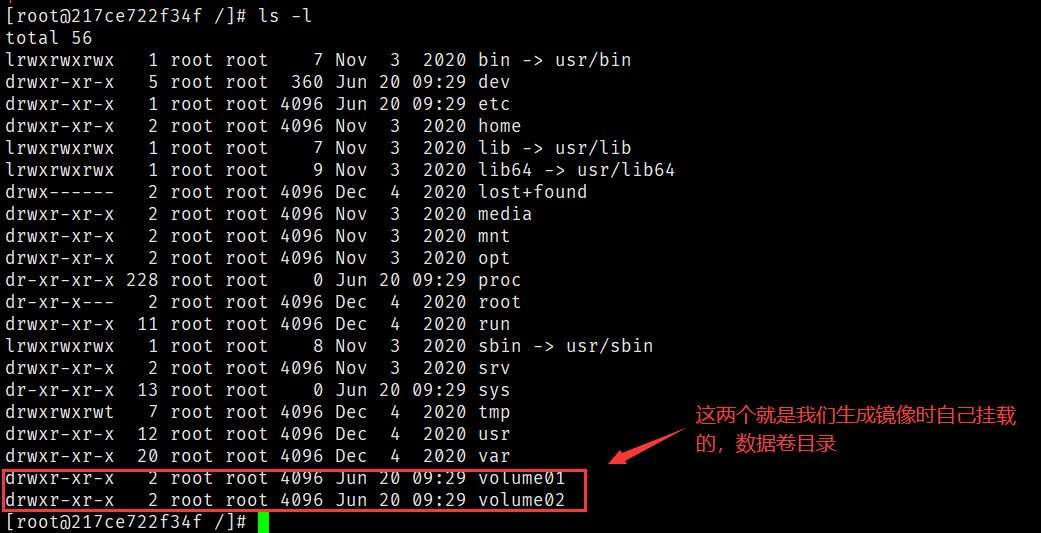 [root@217ce722f34f /]# ls -l
total 56
lrwxrwxrwx   1 root root    7 Nov  3  2020 bin -> usr/bin
drwxr-xr-x   5 root root  360 Jun 20 09:29 dev
drwxr-xr-x   1 root root 4096 Jun 20 09:29 etc
drwxr-xr-x   2 root root 4096 Nov  3  2020 home
lrwxrwxrwx   1 root root    7 Nov  3  2020 lib -> usr/lib
lrwxrwxrwx   1 root root    9 Nov  3  2020 lib64 -> usr/lib64
drwx------   2 root root 4096 Dec  4  2020 lost+found
drwxr-xr-x   2 root root 4096 Nov  3  2020 media
drwxr-xr-x   2 root root 4096 Nov  3  2020 mnt
drwxr-xr-x   2 root root 4096 Nov  3  2020 opt
dr-xr-xr-x 228 root root    0 Jun 20 09:29 proc
dr-xr-x---   2 root root 4096 Dec  4  2020 root
drwxr-xr-x  11 root root 4096 Dec  4  2020 run
lrwxrwxrwx   1 root root    8 Nov  3  2020 sbin -> usr/sbin
drwxr-xr-x   2 root root 4096 Nov  3  2020 srv
dr-xr-xr-x  13 root root    0 Jun 20 09:29 sys
drwxrwxrwt   7 root root 4096 Dec  4  2020 tmp
drwxr-xr-x  12 root root 4096 Dec  4  2020 usr
drwxr-xr-x  20 root root 4096 Dec  4  2020 var
drwxr-xr-x   2 root root 4096 Jun 20 09:29 volume01
drwxr-xr-x   2 root root 4096 Jun 20 09:29 volume02
[root@217ce722f34f /]#
这两个就是我们生成镜像时自己挂载
的，数据卷目录